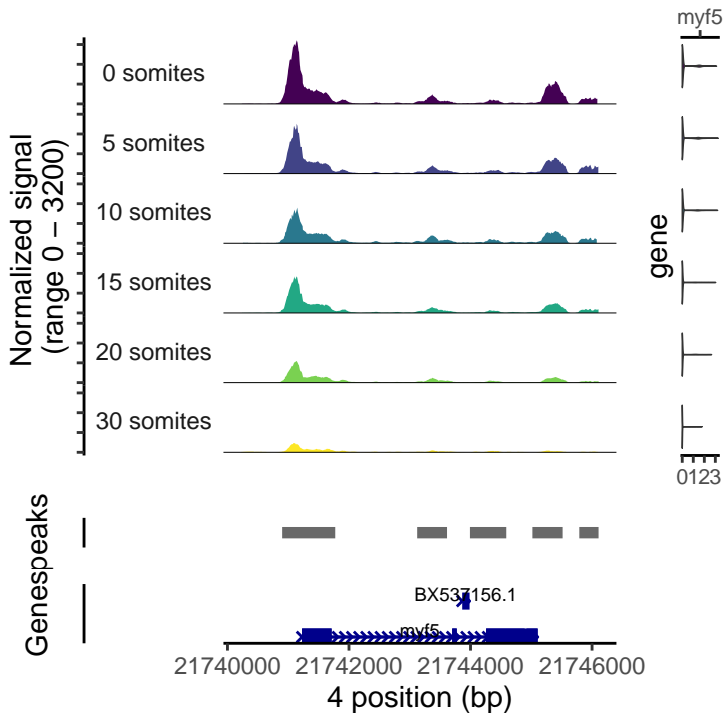 myf5
0 somites
5 somites
10 somites
15 somites
20 somites
30 somites
Normalized signal
(range 0 − 3200)
gene
0123
peaks
Genes
BX537156.1
myf5
21740000 21742000 21744000 21746000
4 position (bp)